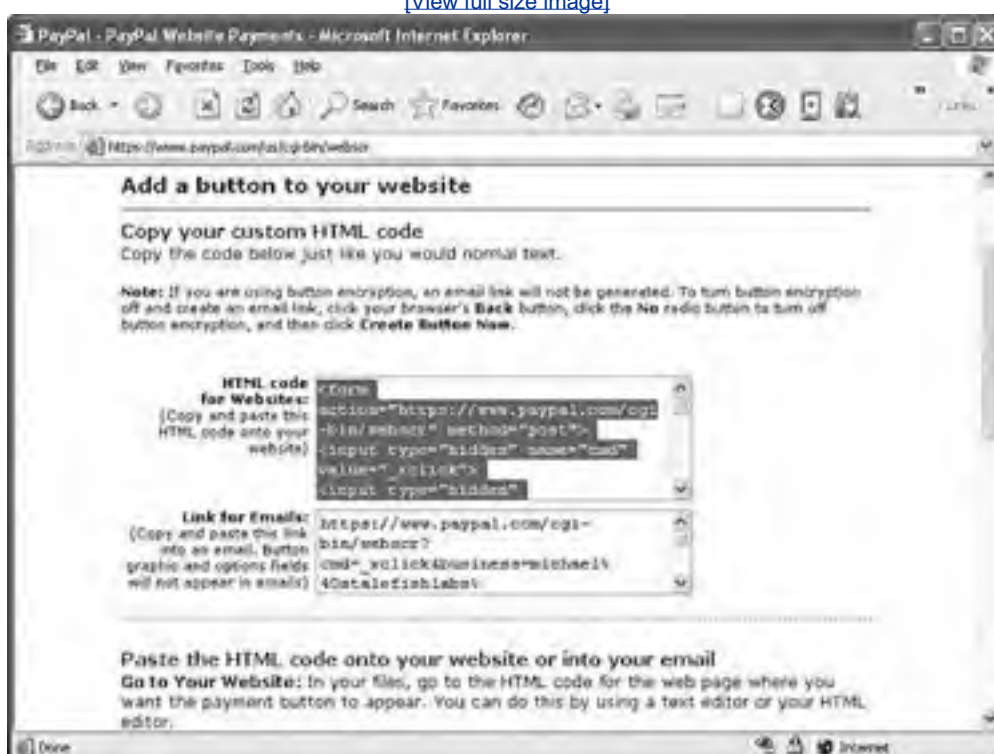 [View full size image]
PayPal - PayPal Website Payments - Microsoft Internet Explorer
File Edit View Favorites Tools Help
Back Search Favorites
https://www.paypal.com/us/cgi-bin/webscr
Add a button to your website
Copy your custom HTML code
Copy the code below just like you would normal text.
Note: If you are using button encryption, an email link will not be generated. To turn button encryption
off and create an email link, click your browser's Back button, click the No radio button to turn off
button encryption, and then click Create Button Now.
HTML code
for Websites:
(Copy and paste this
HTML code onto your
website)
<form
action="https://www.paypal.com/cgi
-bin/webscr" method="post">
<input type="hidden" name="cmd"
value="_xclick">
<input type="hidden"
Link for Emails:
(Copy and paste this link
into an email. Button
graphic and options fields
will not appear in emails)
https://www.paypal.com/cgi-
bin/webscr?
cmd=_xclick&business=michael%
40stalefishlabs%
Paste the HTML code onto your website or into your email
Go to Your Website: In your files, go to the HTML code for the web page where you
want the payment button to appear. You can do this by using a text editor or your HTML
editor.
Done Internet